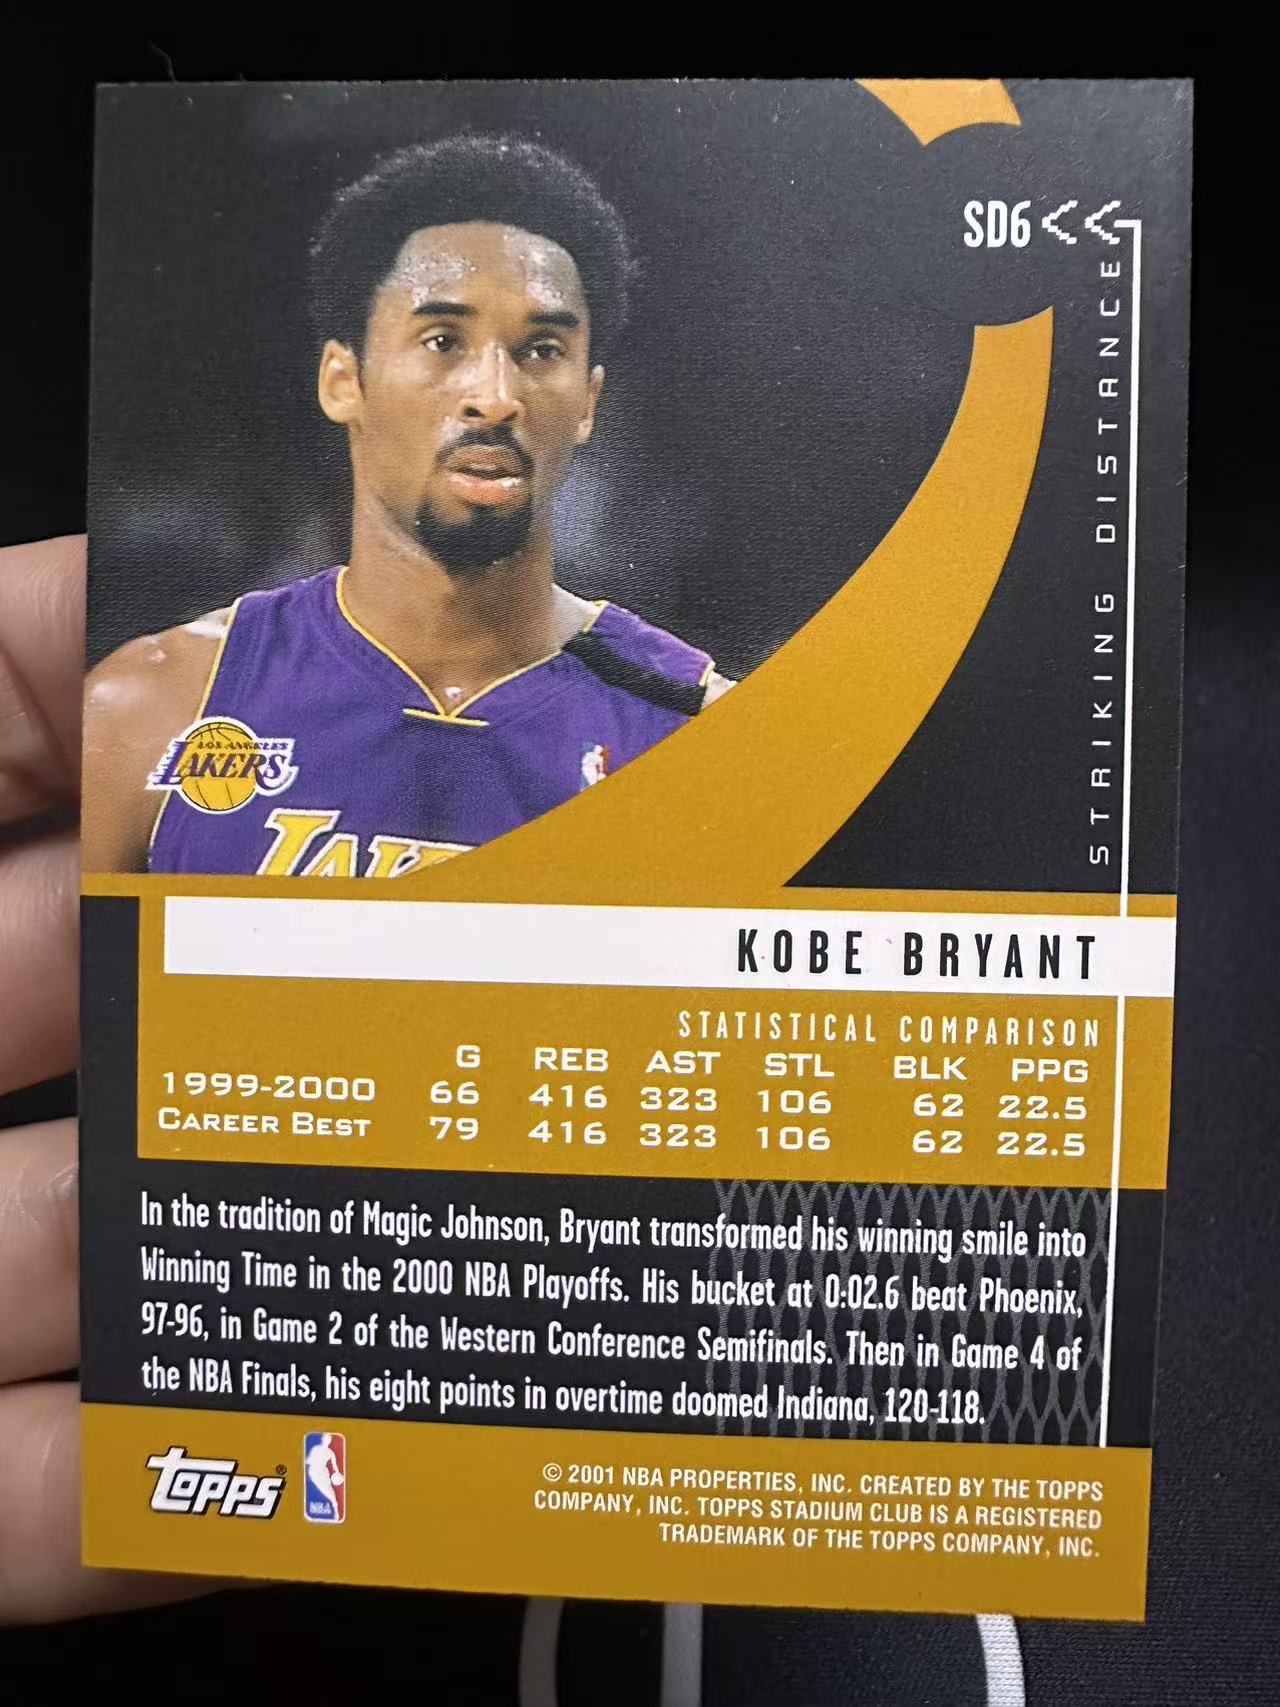 SD6
STRIKING DISTANCE
LOS ANGELES
LAKERS
LAK
KOBE BRYANT
STATISTICAL COMPARISON
G REB AST STL BLK PPG
1999-2000 66 416 323 106 62 22.5
CAREER BEST 79 416 323 106 62 22.5
In the tradition of Magic Johnson, Bryant transformed his winning smile into
Winning Time in the 2000 NBA Playoffs. His bucket at 0:02.6 beat Phoenix,
97-96, in Game 2 of the Western Conference Semifinals. Then in Game 4 of
the NBA Finals, his eight points in overtime doomed Indiana, 120-118.
topps®
NBA
© 2001 NBA PROPERTIES, INC. CREATED BY THE TOPPS
COMPANY, INC. TOPPS STADIUM CLUB IS A REGISTERED
TRADEMARK OF THE TOPPS COMPANY, INC.